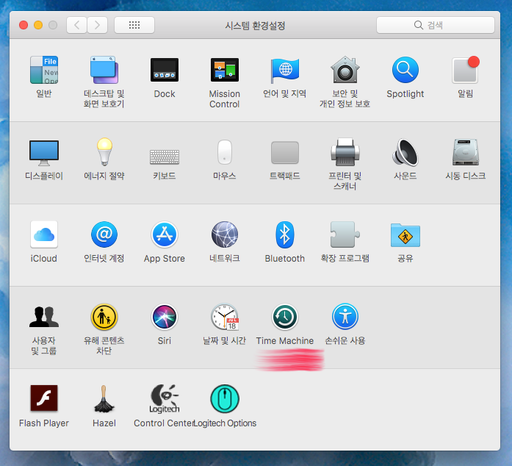 시스템 환경설정
검색
File
New
Ope
일반
데스크탑 및
화면 보호기
Dock
Mission
Control
언어 및 지역
보안 및
개인 정보 보호
Spotlight
알림
디스플레이
에너지 절약
키보드
마우스
트랙패드
프린터 및
스캐너
사운드
시동 디스크
iCloud
인터넷 계정
App Store
네트워크
Bluetooth
확장 프로그램
공유
18
사용자
및 그룹
유해 콘텐츠
차단
Siri
날짜 및 시간
Time Machine
손쉬운 사용
Logitech
Flash Player
Hazel
Control Center
Logitech Options